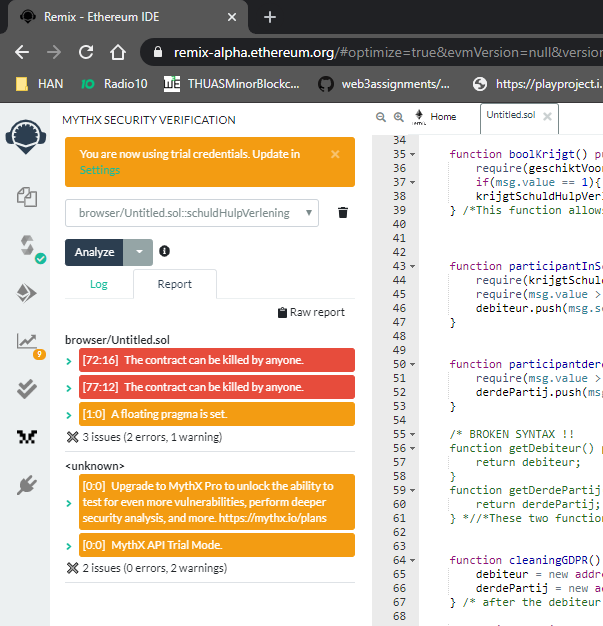 Remix - Ethereum IDE
remix-alpha.ethereum.org/#optimize=true&evmVersion=null&version
HAN
Radio10
THUASMinorBlockc...
web3assignments/...
https://playproject.i
MYTHX SECURITY VERIFICATION
You are now using trial credentials. Update in
Settings
browser/Untitled.sol::schuldHulpVerlening
Analyze
Log
Report
Raw report
browser/Untitled.sol
[72:16] The contract can be killed by anyone.
[77:12] The contract can be killed by anyone.
[1:0] A floating pragma is set.
3 issues (2 errors, 1 warning)
<unknown>
[0:0] Upgrade to MythX Pro to unlock the ability to
test for even more vulnerabilities, perform deeper
security analysis, and more. https://mythx.io/plans
[0:0] MythX API Trial Mode.
2 issues (0 errors, 2 warnings)
9
Home
Untitled.sol
34
35 function boolKrijgt() pu
36 require(geschiktVoor
37 if(msg.value == 1){
38 krijgtSchuldHulpVerl
39 } /*This function allows
40
41
42
43 function participantInSc
44 require(krijgtSchuld
45 require(msg.value >
46 debiteur.push(msg.se
47 }
48
49
50 function participantderd
51 require(msg.value >
52 derdePartij.push(msg
53 }
54
55 /* BROKEN SYNTAX !!
56 function getDebiteur() p
57 return debiteur;
58 }
59 function getDerdePartij
60 return derdePartij;
61 } *//*These two function
62
63
64 function cleaningGDPR()
65 debiteur = new addre
66 derdePartij = new ad
67 } /* after the debiteur
68